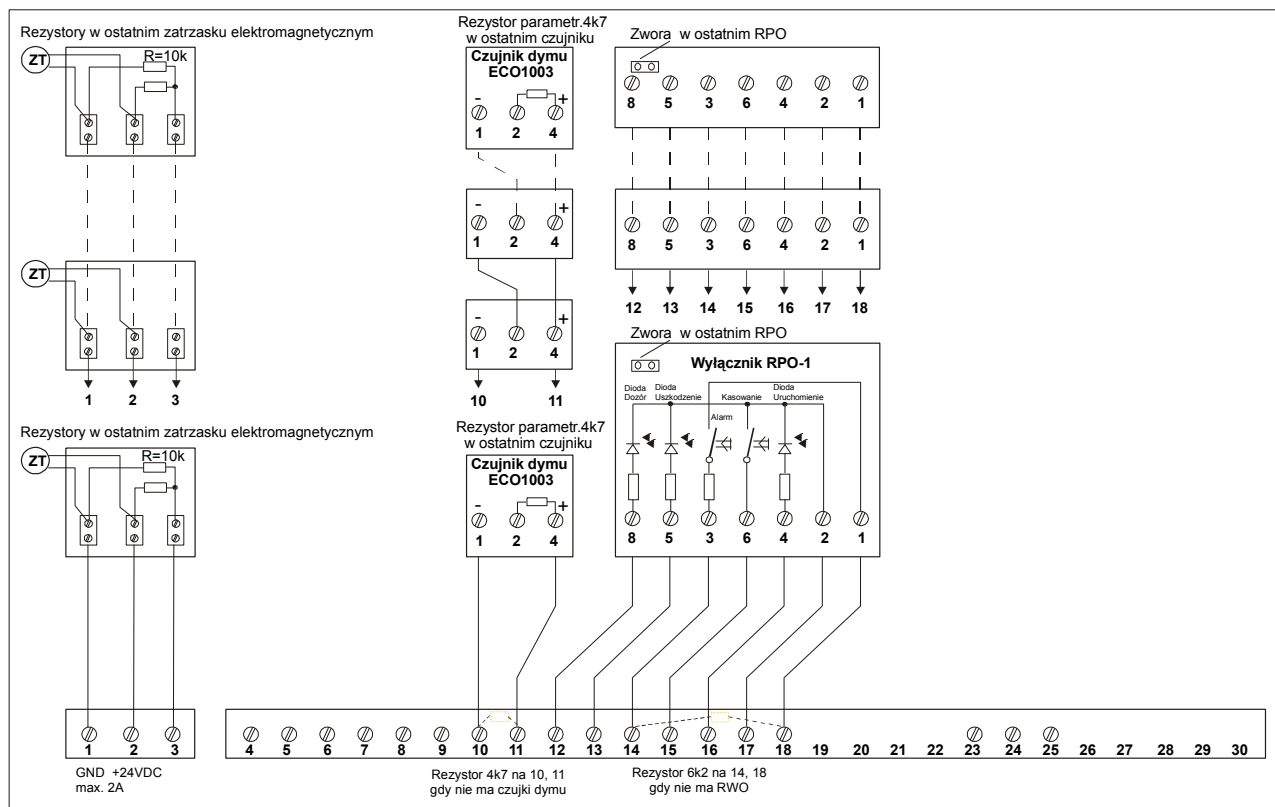 Rezystory w ostatnim zatrzasku elektromagnetycznym
ZT
R=10k
ZT
1 2 3
Rezystory w ostatnim zatrzasku elektromagnetycznym
ZT
R=10k
1 2 3
GND +24VDC
max. 2A
Rezystor parametr.4k7
w ostatnim czujniku
Czujnik dymu
ECO1003
- +
1 2 4
- +
1 2 4
- +
1 2 4
10 11
Rezystor parametr.4k7
w ostatnim czujniku
Czujnik dymu
ECO1003
- +
1 2 4
Zwora w ostatnim RPO
8 5 3 6 4 2 1
8 5 3 6 4 2 1
12 13 14 15 16 17 18
Zwora w ostatnim RPO
Wyłącznik RPO-1
Dioda
Dozór
Dioda
Uszkodzenie
Alarm
Kasowanie
Dioda
Uruchomienie
8 5 3 6 4 2 1
4 5 6 7 8 9 10 11 12 13 14 15 16 17 18 19 20 21 22 23 24 25 26 27 28 29 30
Rezystor 4k7 na 10, 11
gdy nie ma czujki dymu
Rezystor 6k2 na 14, 18
gdy nie ma RWO